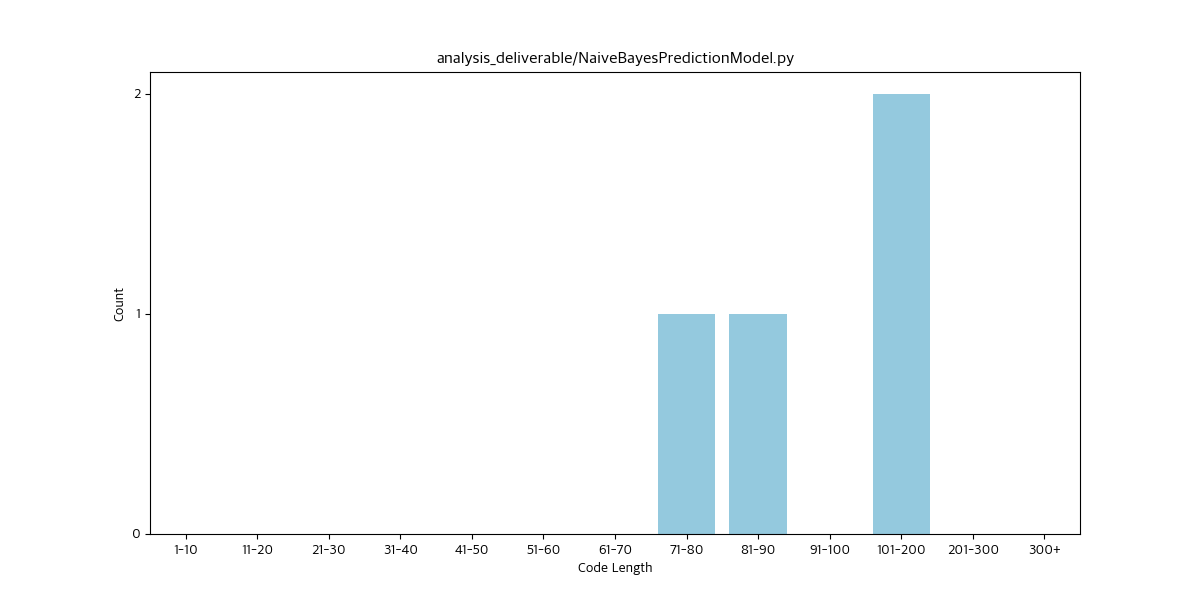 analysis_deliverable/NaiveBayesPredictionModel.py
Count
2
1
0
1-10 11-20 21-30 31-40 41-50 51-60 61-70 71-80 81-90 91-100 101-200 201-300 300+
Code Length